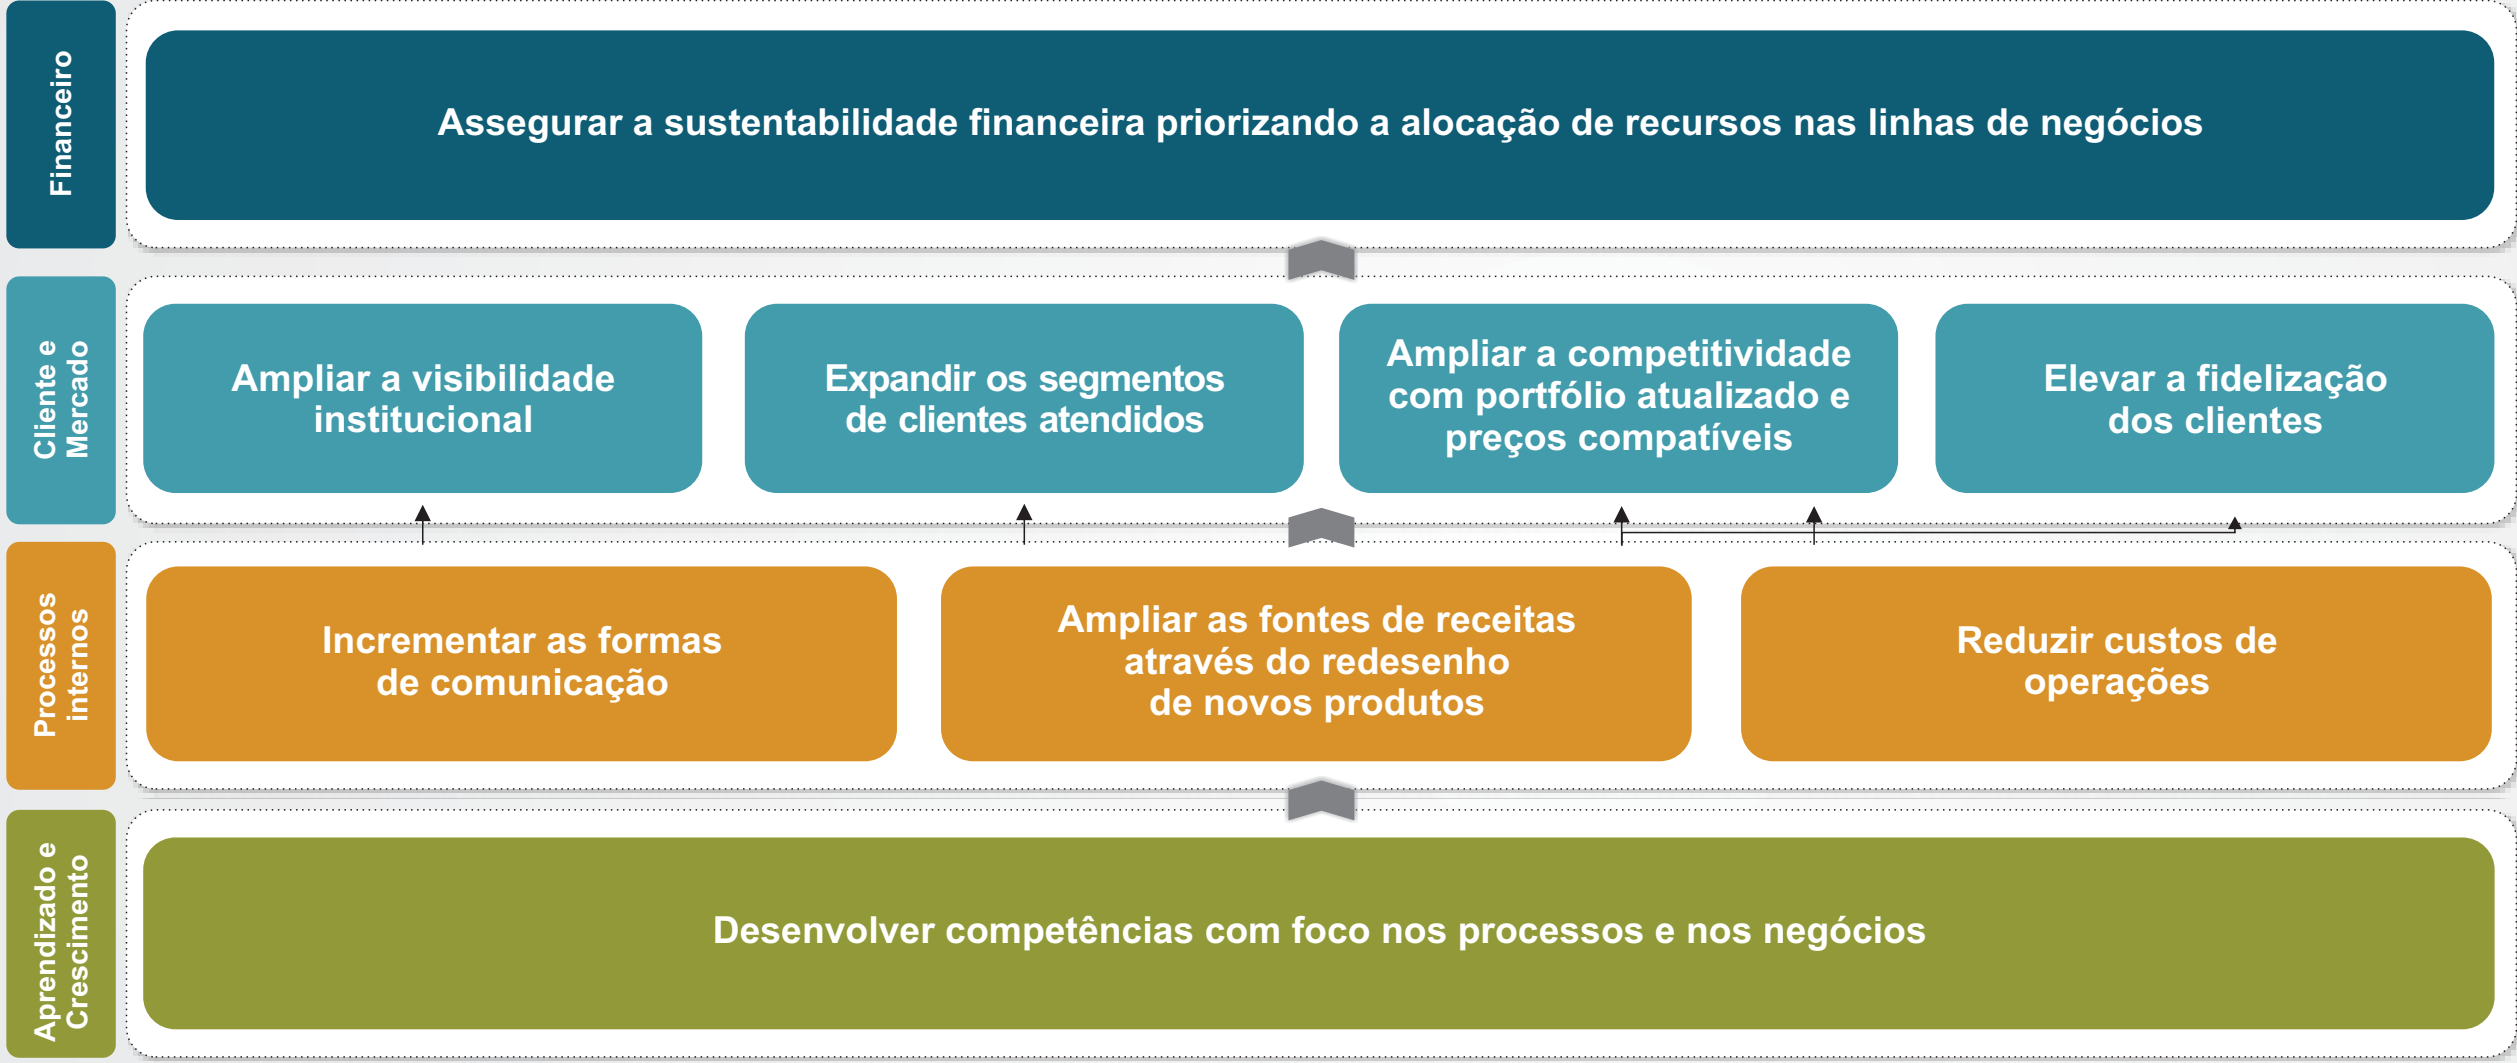 Financeiro
Assegurar a sustentabilidade financeira priorizando a alocação de recursos nas linhas de negócios
Cliente e
Mercado
Ampliar a visibilidade
institucional
Expandir os segmentos
de clientes atendidos
Ampliar a competitividade
com portfólio atualizado e
preços compatíveis
Elevar a fidelização
dos clientes
Processos
internos
Incrementar as formas
de comunicação
Ampliar as fontes de receitas
através do redesenho
de novos produtos
Reduzir custos de
operações
Aprendizado e
Crescimento
Desenvolver competências com foco nos processos e nos negócios